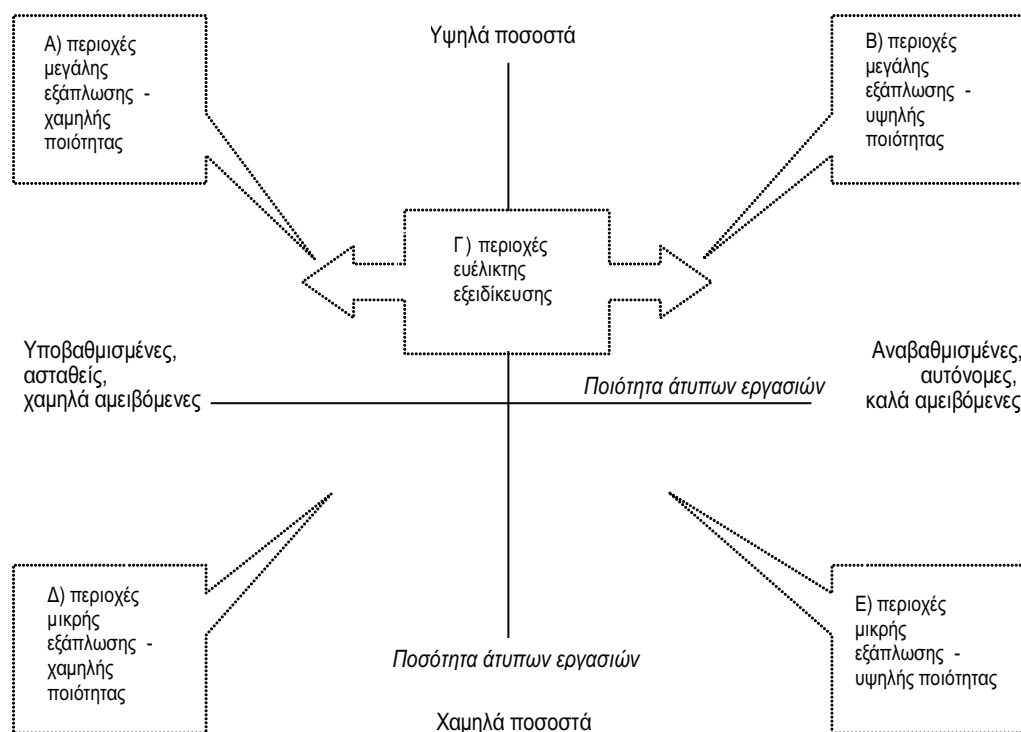 Α) περιοχές
μεγάλης
εξάπλωσης -
χαμηλής
ποιότητας
Υψηλά ποσοστά
Β) περιοχές
μεγάλης
εξάπλωσης -
υψηλής
ποιότητας
Γ) περιοχές
ευέλικτης
εξειδίκευσης
Υποβαθμισμένες,
ασταθείς,
χαμηλά αμειβόμενες
Ποιότητα άτυπων εργασιών
Αναβαθμισμένες,
αυτόνομες,
καλά αμειβόμενες
Δ) περιοχές
μικρής
εξάπλωσης -
χαμηλής
ποιότητας
Ποσότητα άτυπων εργασιών
Χαμηλά ποσοστά
Ε) περιοχές
μικρής
εξάπλωσης -
υψηλής ποιότητας